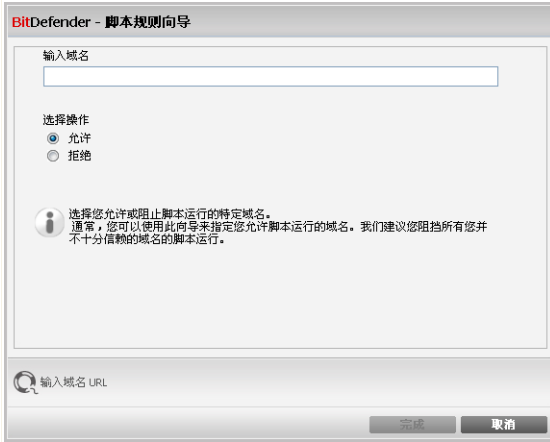 BitDefender - 脚本规则向导
输入域名
选择操作
允许
拒绝
选择您允许或阻止脚本运行的特定域名。
通常，您可以使用此向导来指定您允许脚本运行的域名。我们建议您阻挡所有您并
不十分信赖的域名的脚本运行。
输入域名 URL
完成
取消